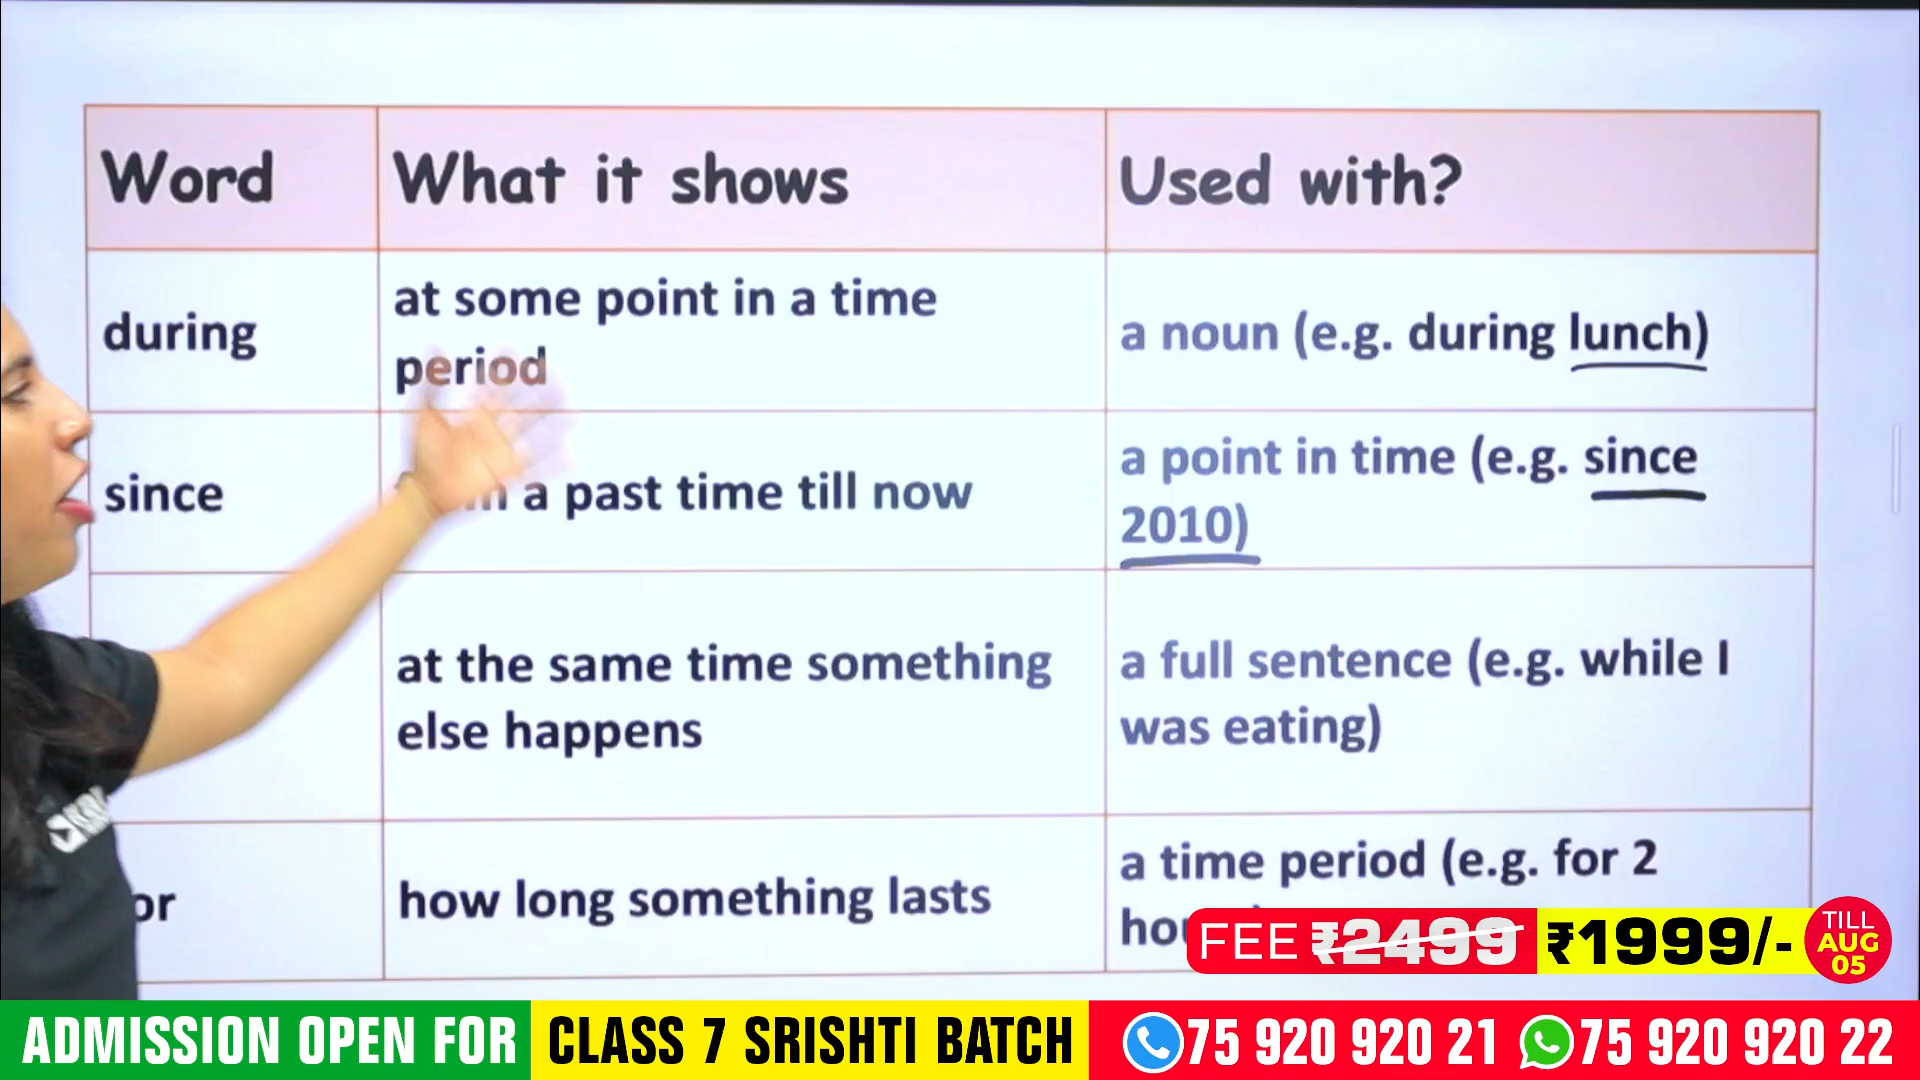 Word What it shows Used with?
during
at some point in a time
period
a noun (e.g. during lunch)
since
a past time till now
a point in time (e.g. since
2010)
at the same time something
else happens
a full sentence (e.g. while I
was eating)
how long something lasts
a time period (e.g. for 2
FEE ₹2499 ₹1999/-
TILL
AUG
05
ADMISSION OPEN FOR CLASS 7 SRISHTI BATCH 75 920 920 21 75 920 920 22